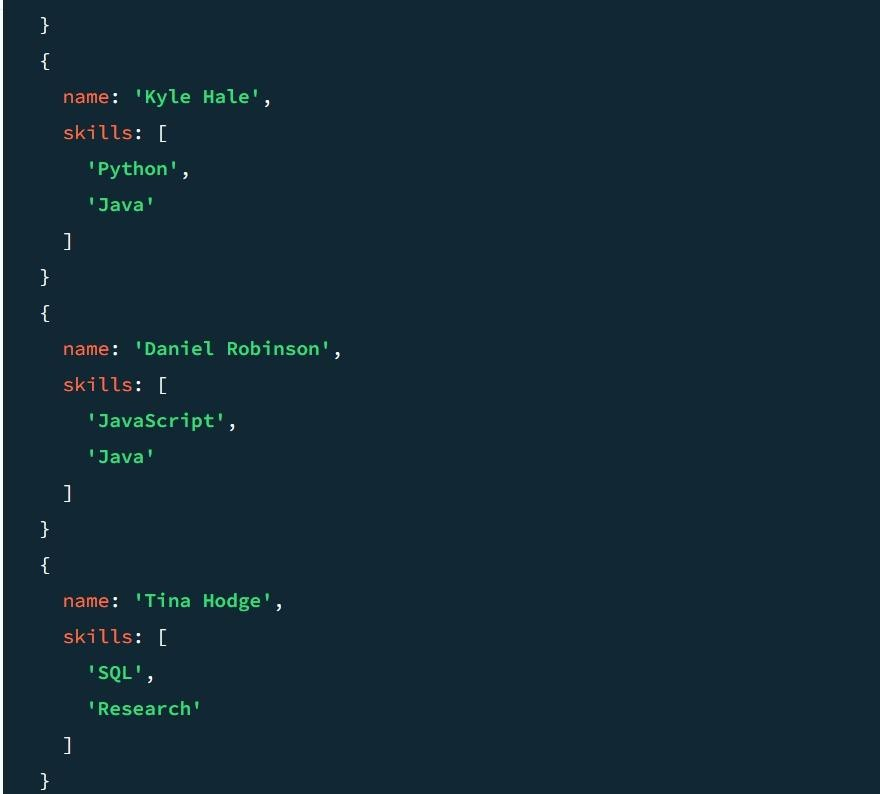 }
{
name: 'Kyle Hale',
skills: [
'Python',
'Java'
]
}
{
name: 'Daniel Robinson',
skills: [
'JavaScript',
'Java'
]
}
{
name: 'Tina Hodge',
skills: [
'SQL',
'Research'
]
}